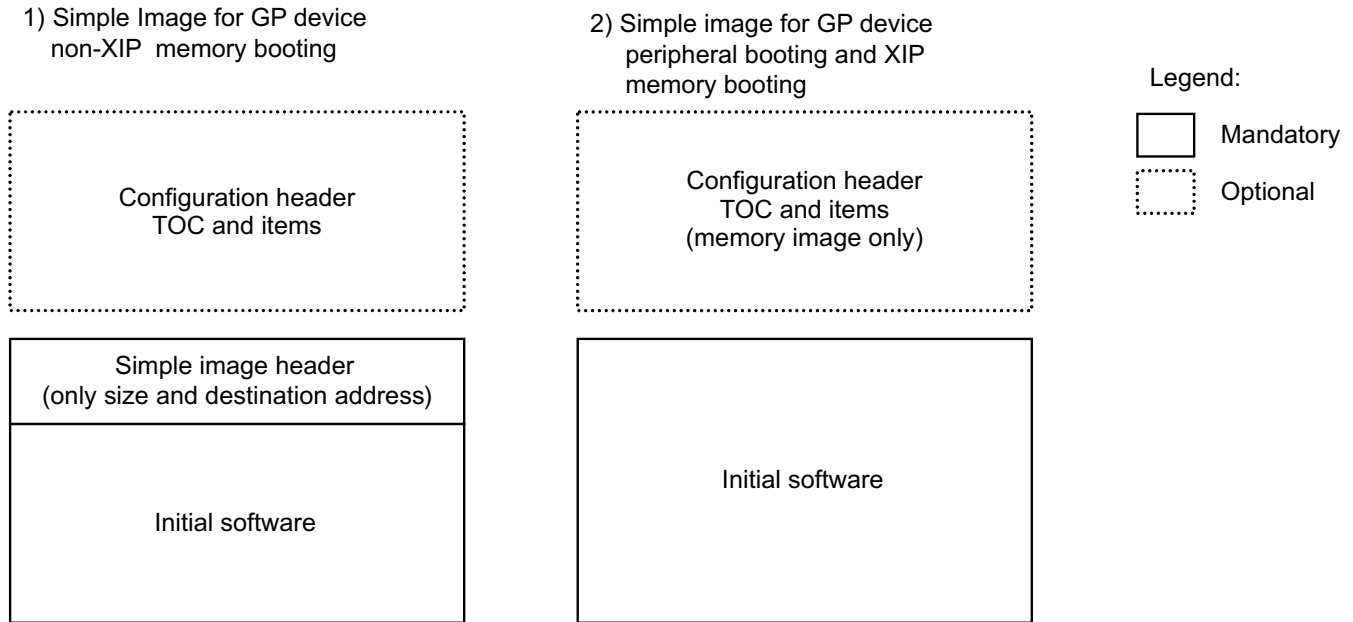 1) Simple Image for GP device
non-XIP memory booting
2) Simple image for GP device
peripheral booting and XIP
memory booting
Legend:
Mandatory
Optional
Configuration header
TOC and items
Configuration header
TOC and items
(memory image only)
Simple image header
(only size and destination address)
Initial software
Initial software